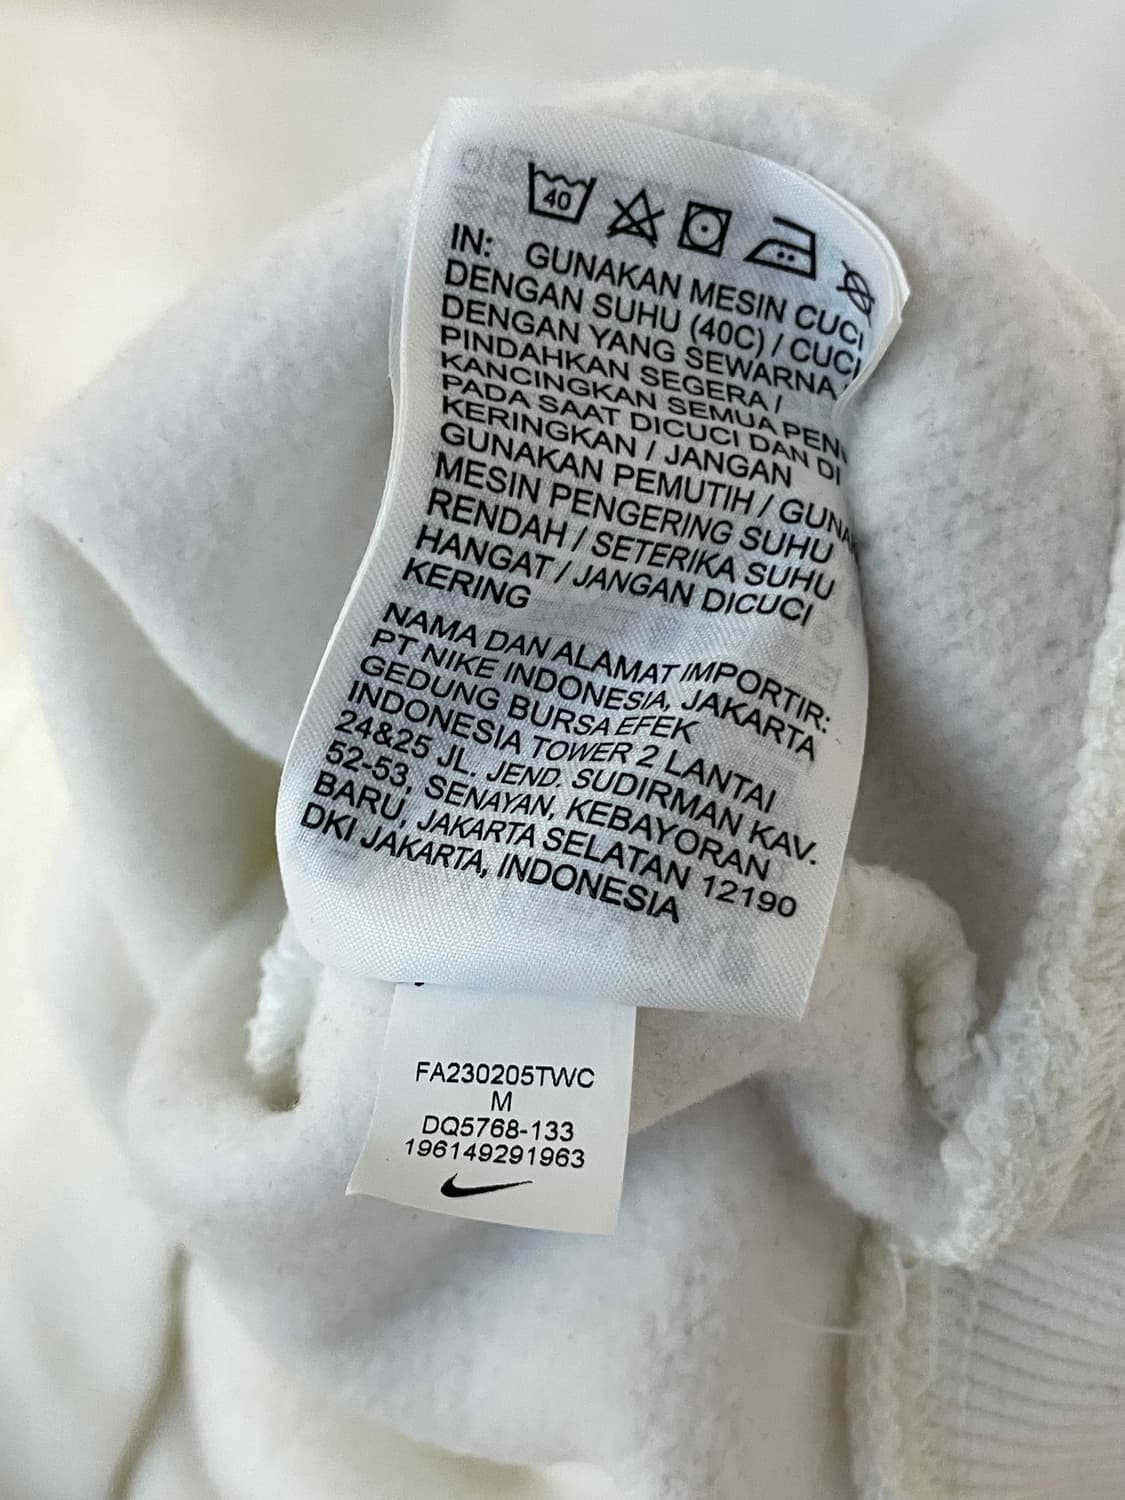 40
IN: GUNAKAN MESIN CUCI
DENGAN SUHU (40C) / CUCI
DENGAN YANG SEWARNA /
PINDAHKAN SEGERA /
KANCINGKAN SEMUA
PADA SAAT DICUCI DAN DI
KERINGKAN / JANGAN
GUNAKAN PEMUTIH /
MESIN PENGERING SUHU
RENDAH / SETERIKA SUHU
HANGAT / JANGAN DICUCI
KERING
NAMA DAN ALAMAT IMPORTIR:
PT NIKE INDONESIA, JAKARTA
GEDUNG BURSA EFEK
INDONESIA TOWER 2 LANTAI
24&25 JL. JEND. SUDIRMAN KAV.
52-53, SENAYAN, KEBAYORAN
BARU, JAKARTA SELATAN 12190
DKI JAKARTA, INDONESIA
FA230205TWC
M
DQ5768-133
196149291963